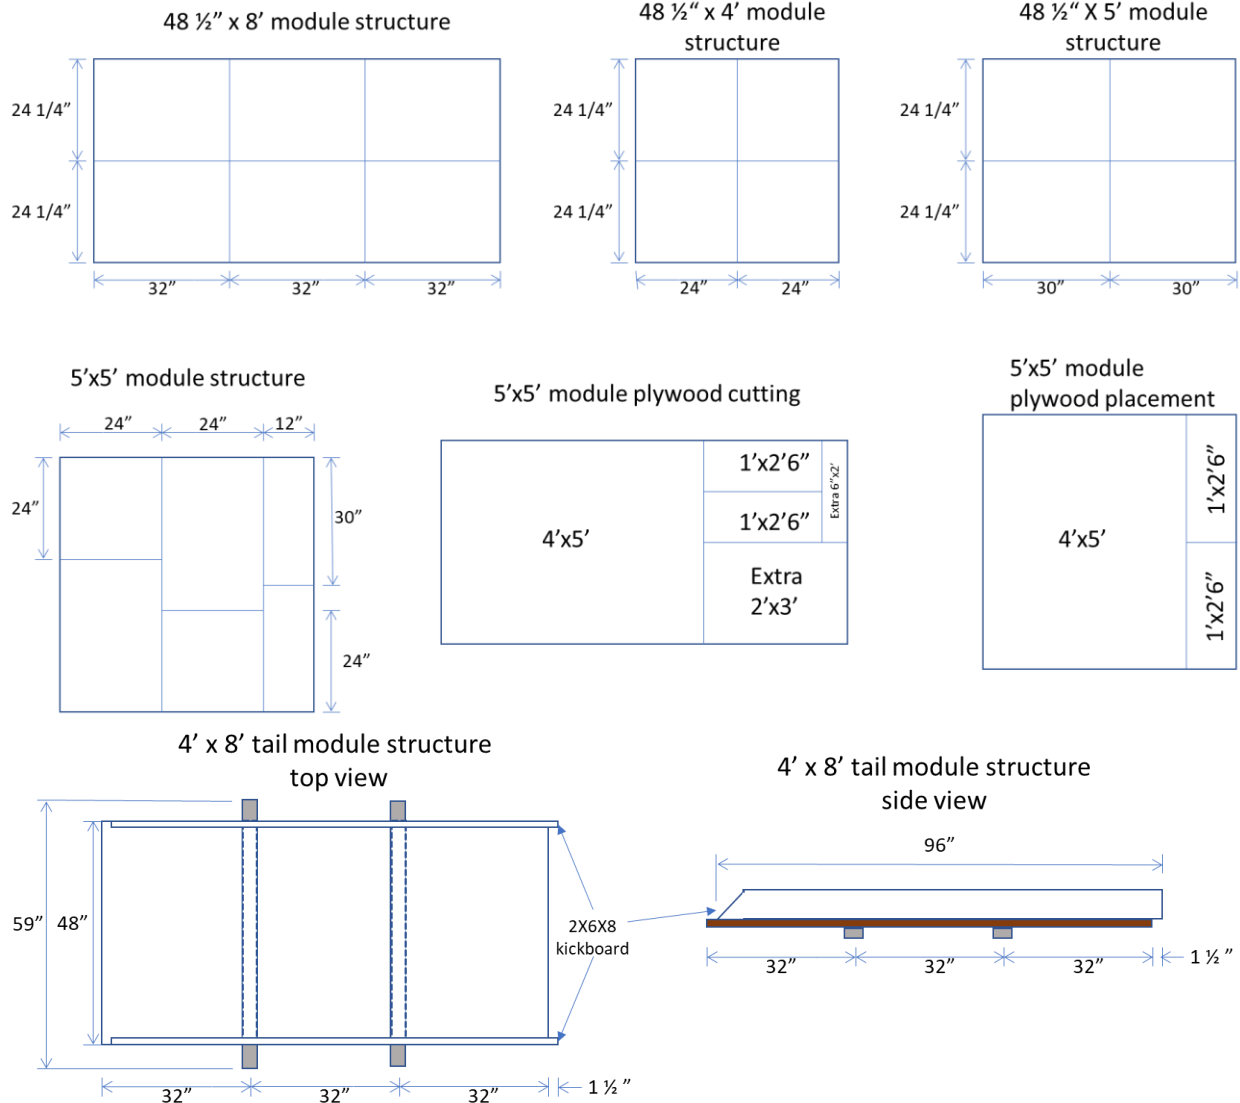 48 ½” x 8’ module structure
48 ½“ x 4’ module
structure
48 ½“ X 5’ module
structure
24 1/4”
24 1/4”
32”
32”
32”
24 1/4”
24 1/4”
24”
24”
24 1/4”
24 1/4”
30”
30”
5’x5’ module structure
24”
24”
12”
24”
30”
24”
5’x5’ module plywood cutting
4’x5’
1’x2’6”
1’x2’6”
Extra 6”x2’
Extra
2’x3’
5’x5’ module
plywood placement
4’x5’
1’x2’6”
1’x2’6”
4’ x 8’ tail module structure
top view
59”
48”
2X6X8
kickboard
32”
32”
32”
1 ½ ”
4’ x 8’ tail module structure
side view
96”
32”
32”
32”
1 ½ ”